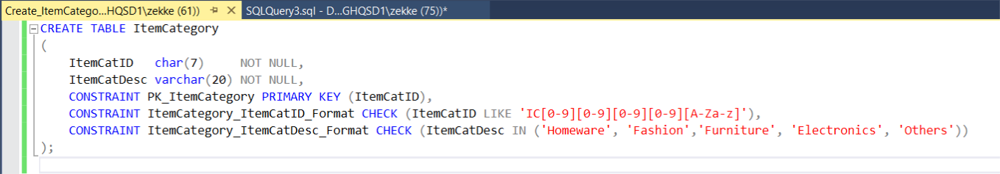 Create_ItemCatego...HQSD1\zekke (61)) SQLQuery3.sql - D...GHQSD1\zekke (75))*
CREATE TABLE ItemCategory
(
ItemCatID char(7) NOT NULL,
ItemCatDesc varchar(20) NOT NULL,
CONSTRAINT PK_ItemCategory PRIMARY KEY (ItemCatID),
CONSTRAINT ItemCategory_ItemCatID_Format CHECK (ItemCatID LIKE 'IC[0-9][0-9][0-9][0-9][A-Za-z]'),
CONSTRAINT ItemCategory_ItemCatDesc_Format CHECK (ItemCatDesc IN ('Homeware', 'Fashion','Furniture', 'Electronics', 'Others'))
);